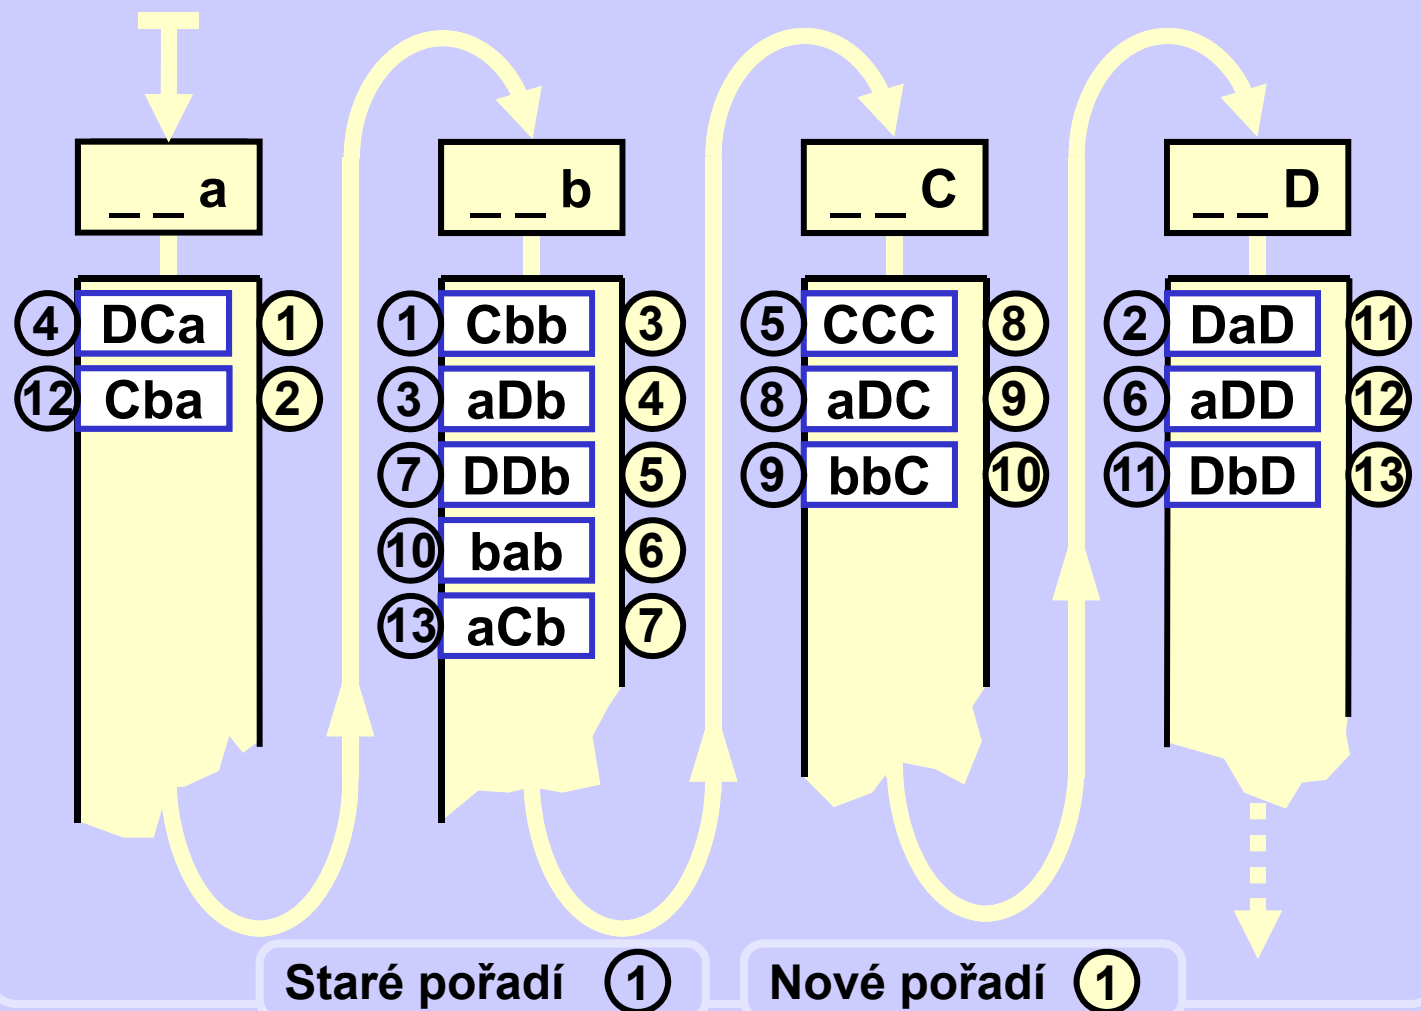 _ _ a _ _ b _ _ C _ _ D
4 DCa 1 1 Cbb 3 5 CCC 8 2 DaD 11
12 Cba 2 3 aDb 4 8 aDC 9 6 aDD 12
7 DDb 5 9 bbC 10 11 DbD 13
10 bab 6
13 aCb 7
Staré pořadí 1 Nové pořadí 1